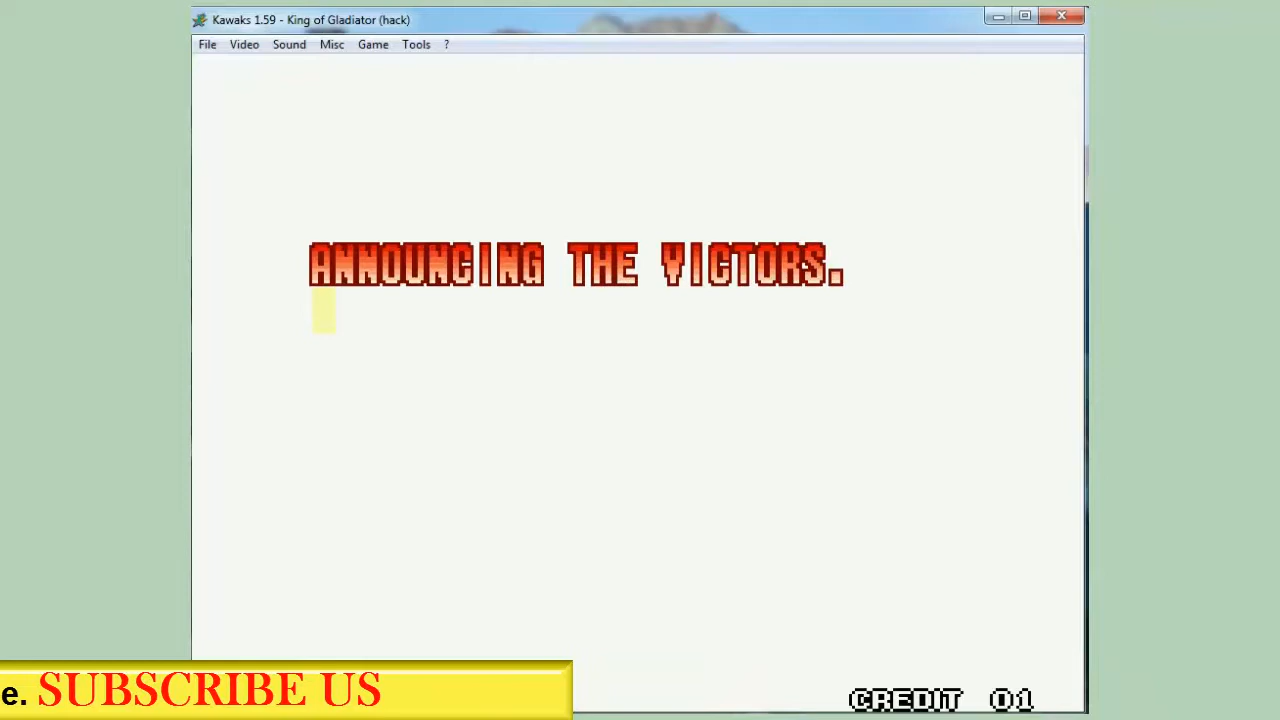 Kawaks 1.59 - King of Gladiator (hack)
File Video Sound Misc Game Tools ?
ANNOUNCING THE VICTORS.
e. SUBSCRIBE US
CREDIT 01